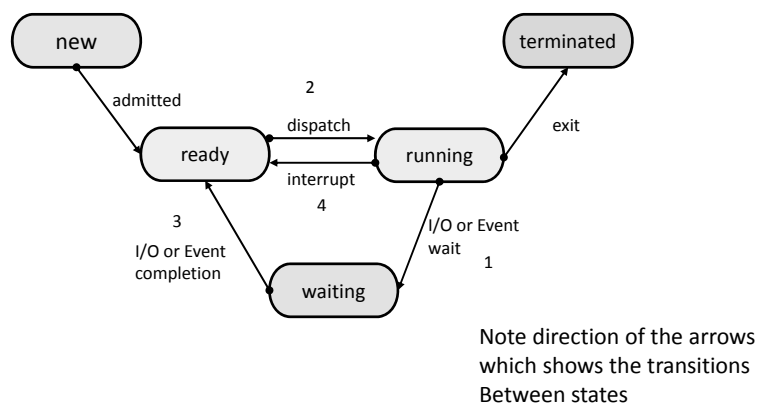 new
terminated
admitted
2
dispatch
exit
ready
running
interrupt
4
3
I/O or Event
completion
I/O or Event
wait
1
waiting
Note direction of the arrows
which shows the transitions
Between states